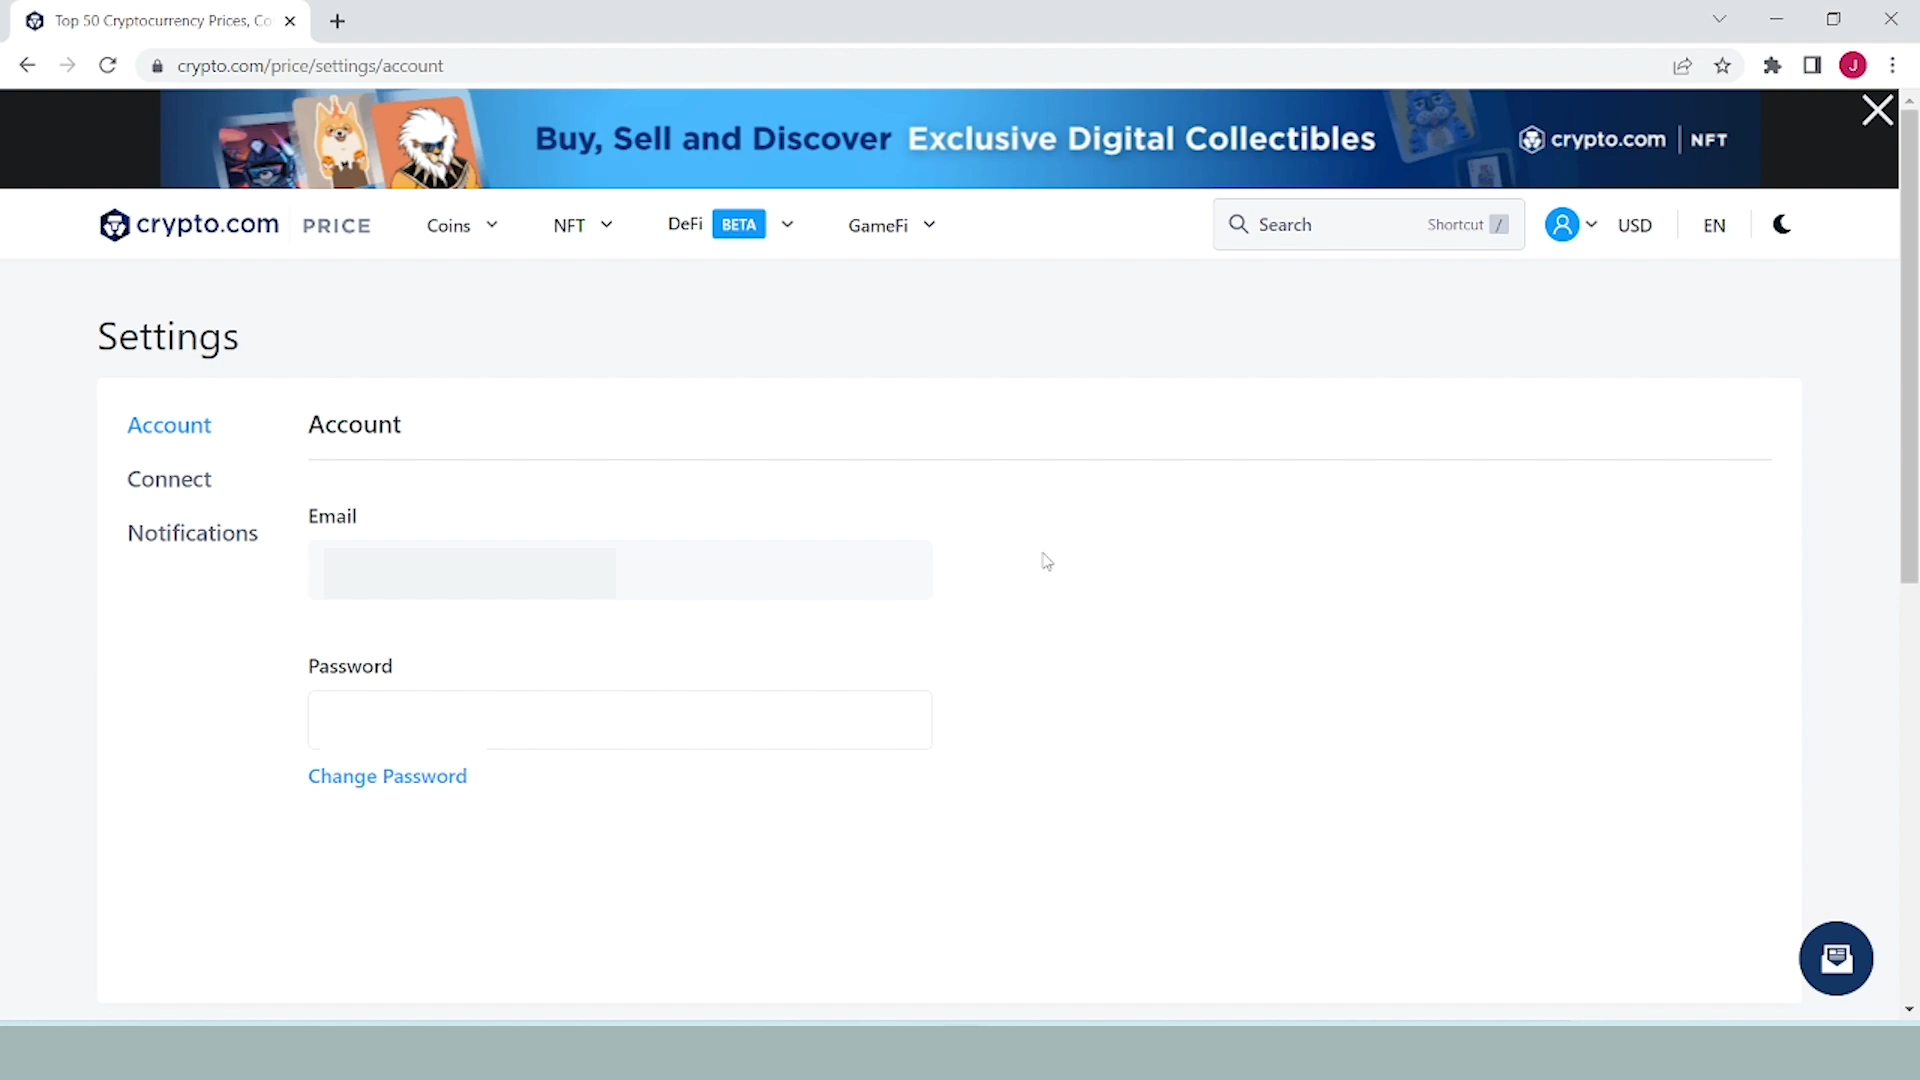 Top 50 Cryptocurrency Prices, Co
crypto.com/price/settings/account
J
Buy, Sell and Discover Exclusive Digital Collectibles
crypto.com | NFT
crypto.com PRICE
Coins
NFT
DeFi BETA
GameFi
Search
Shortcut /
USD
EN
Settings
Account
Connect
Notifications
Account
Email
Password
Change Password